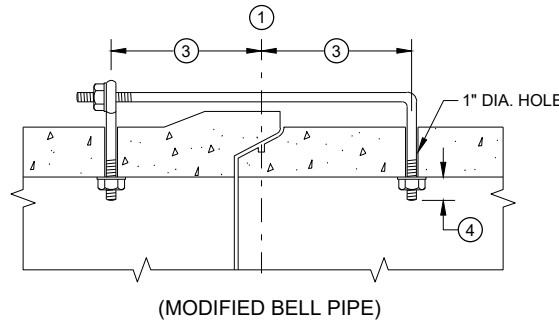 1
3 3
1" DIA. HOLE
4
(MODIFIED BELL PIPE)